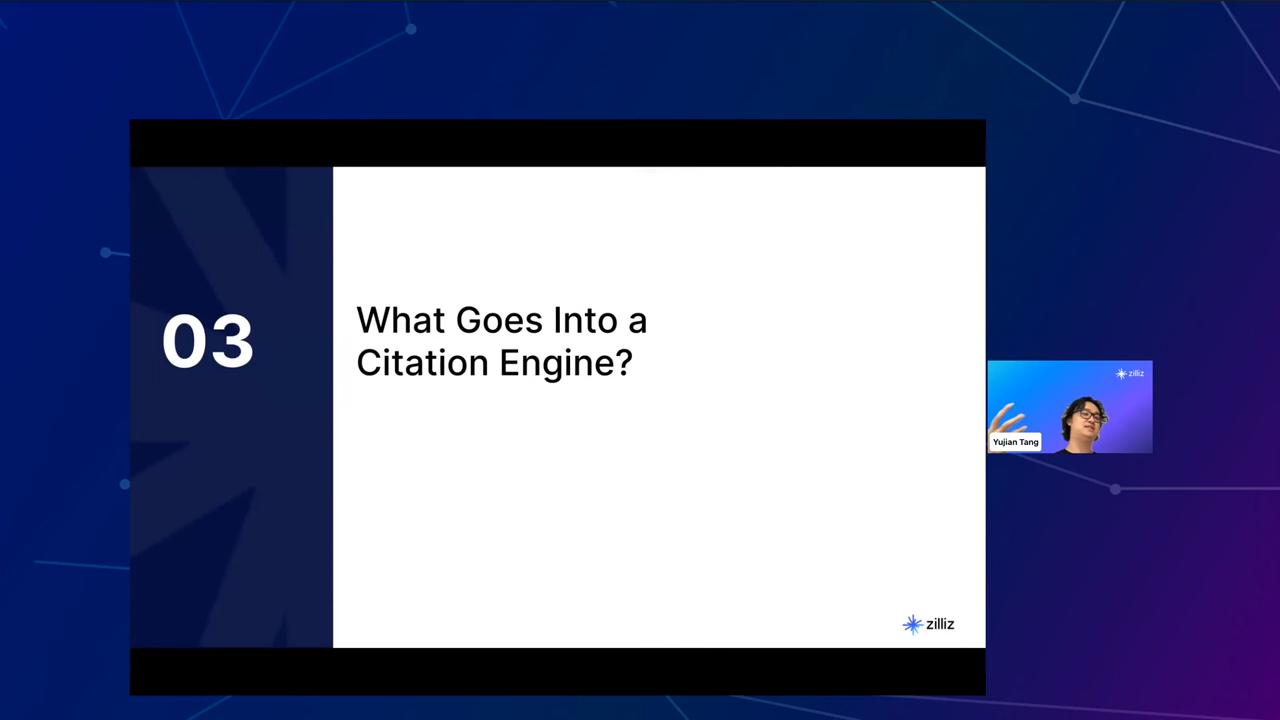 03
What Goes Into a
Citation Engine?
zilliz
zilliz
Yujian Tang